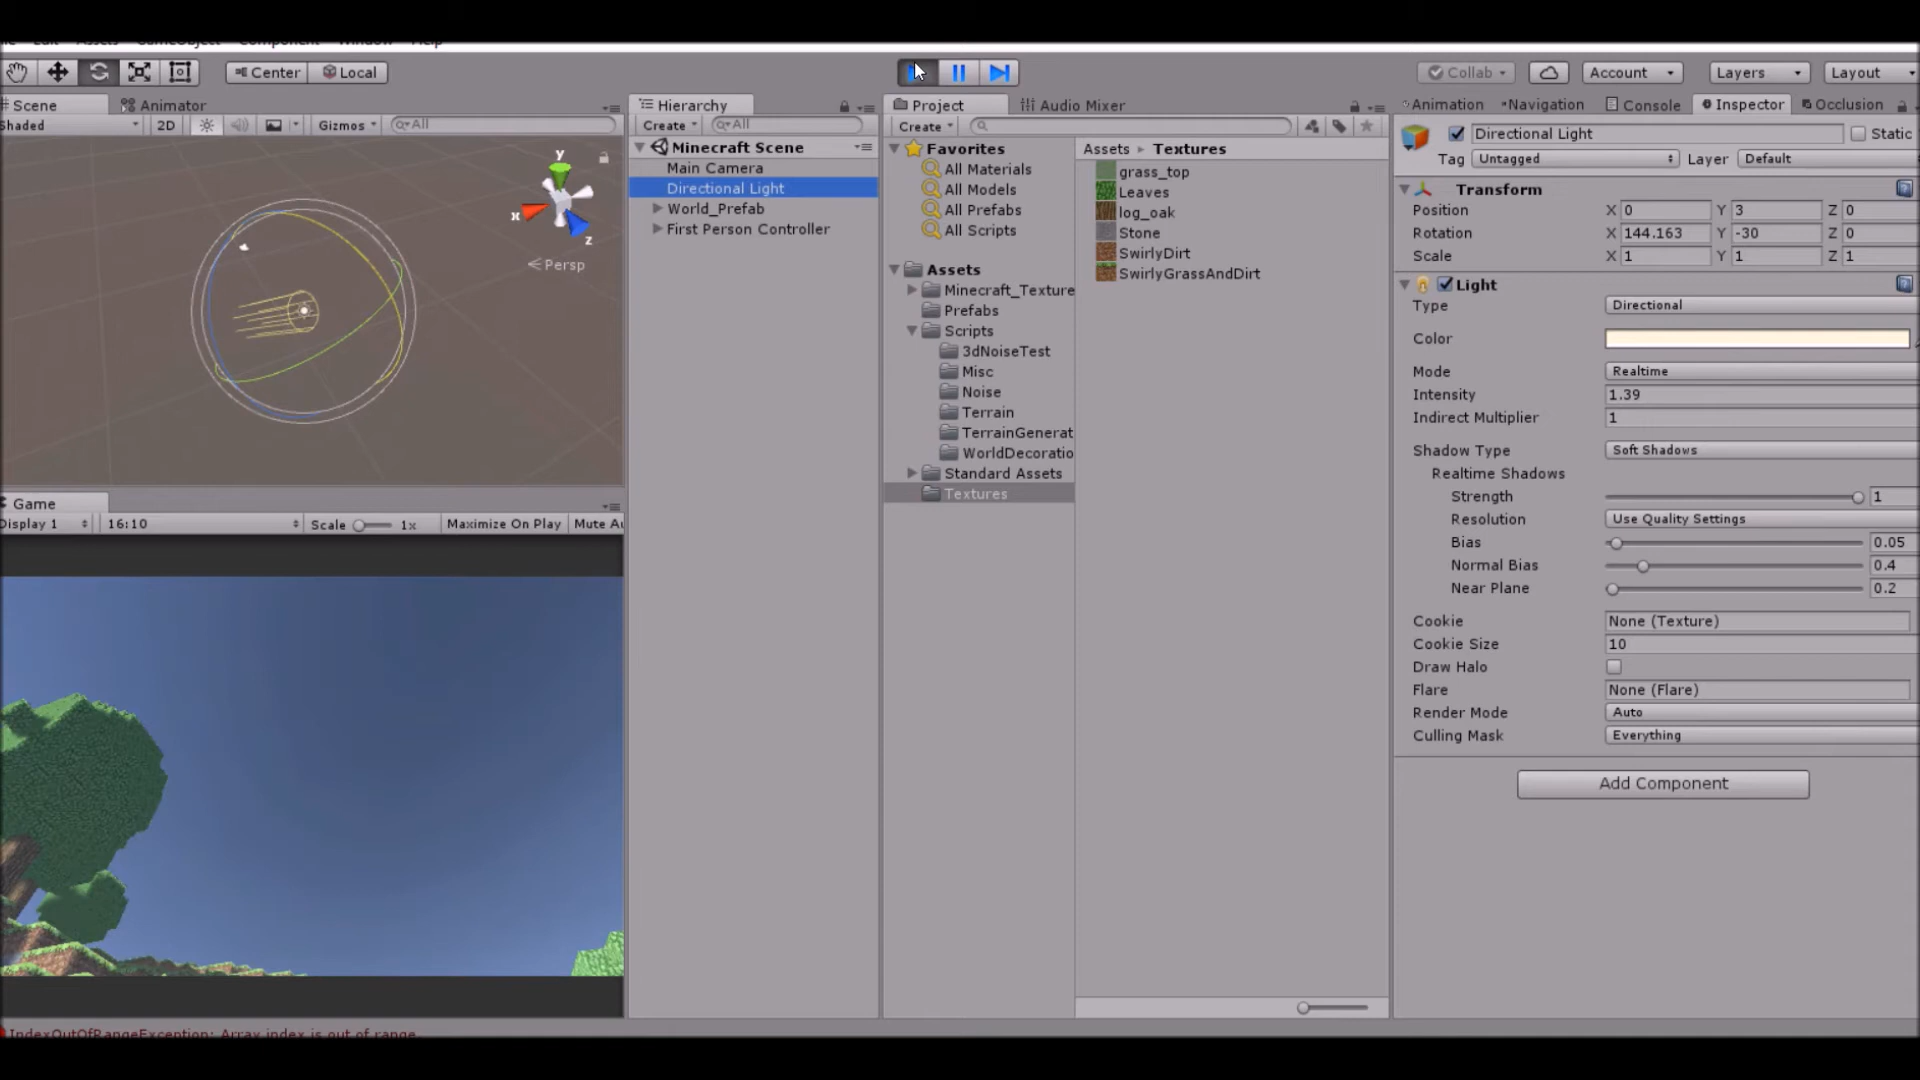 Edit Assets GameObject Component Window Help
Center Local
Collab Account Layers Layout
Scene Animator
Shaded 2D Gizmos All
y
x
z
Persp
Game
Display 1 16:10 Scale 1x Maximize On Play Mute Au
IndexOutOfRangeException: Array index is out of range.
Hierarchy
Create All
Minecraft Scene
Main Camera
Directional Light
World_Prefab
First Person Controller
Project Audio Mixer
Create
Favorites
All Materials
All Models
All Prefabs
All Scripts
Assets
Minecraft_Texture
Prefabs
Scripts
3dNoiseTest
Misc
Noise
Terrain
TerrainGenerat
WorldDecoratio
Standard Assets
Textures
Assets Textures
grass_top
Leaves
log_oak
Stone
SwirlyDirt
SwirlyGrassAndDirt
Animation Navigation Console Inspector Occlusion
Directional Light Static
Tag Untagged Layer Default
Transform
Position X 0 Y 3 Z 0
Rotation X 144.163 Y -30 Z 0
Scale X 1 Y 1 Z 1
Light
Type Directional
Color
Mode Realtime
Intensity 1.39
Indirect Multiplier 1
Shadow Type Soft Shadows
Realtime Shadows
Strength 1
Resolution Use Quality Settings
Bias 0.05
Normal Bias 0.4
Near Plane 0.2
Cookie None (Texture)
Cookie Size 10
Draw Halo
Flare None (Flare)
Render Mode Auto
Culling Mask Everything
Add Component